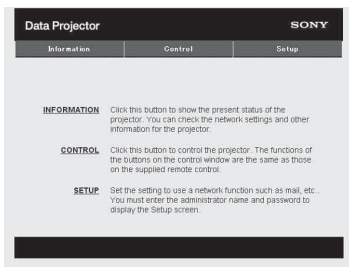 Data Projector SONY
Information Control Setup
INFORMATION Click this button to show the present status of the
projector. You can check the network settings and other
information for the projector.
CONTROL Click this button to control the projector. The functions of
the buttons on the control window are the same as those
on the supplied remote control.
SETUP Set the setting to use a network function such as mail, etc..
You must enter the administrator name and password to
display the Setup screen.